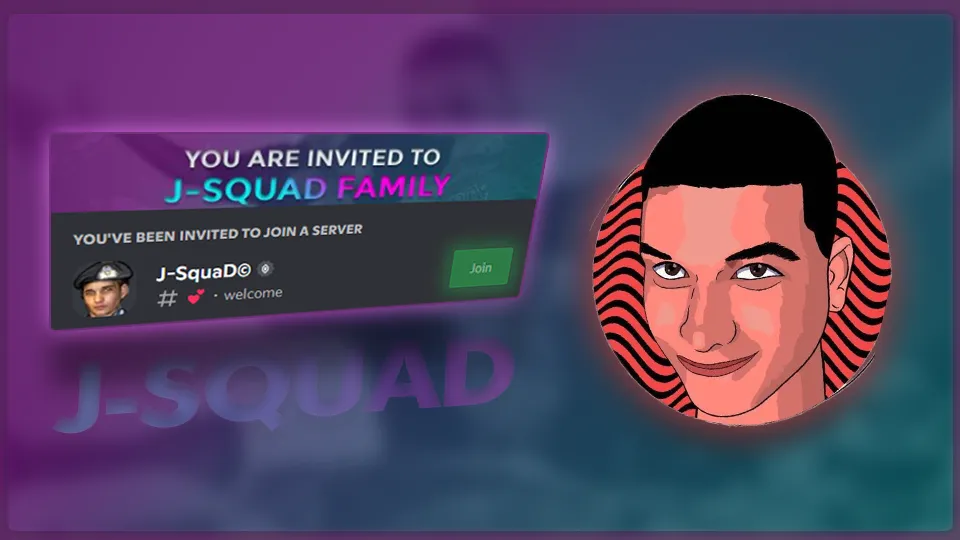 YOU ARE INVITED TO
J-SQUAD FAMILY
YOU'VE BEEN INVITED TO JOIN A SERVER
J-SquaD©
# 💕 · welcome
Join
J-SQUAD